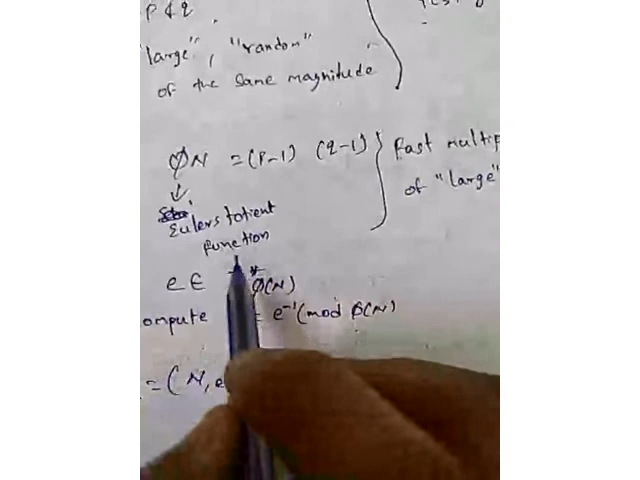 P & q.
"large", "random"
of the same magnitude
φN = (P-1) (q-1)
fast multip
of "large"
Eulers totient
function
e ∈ * φ(N)
ompute = e⁻¹ (mod φ(N)
= (N, e